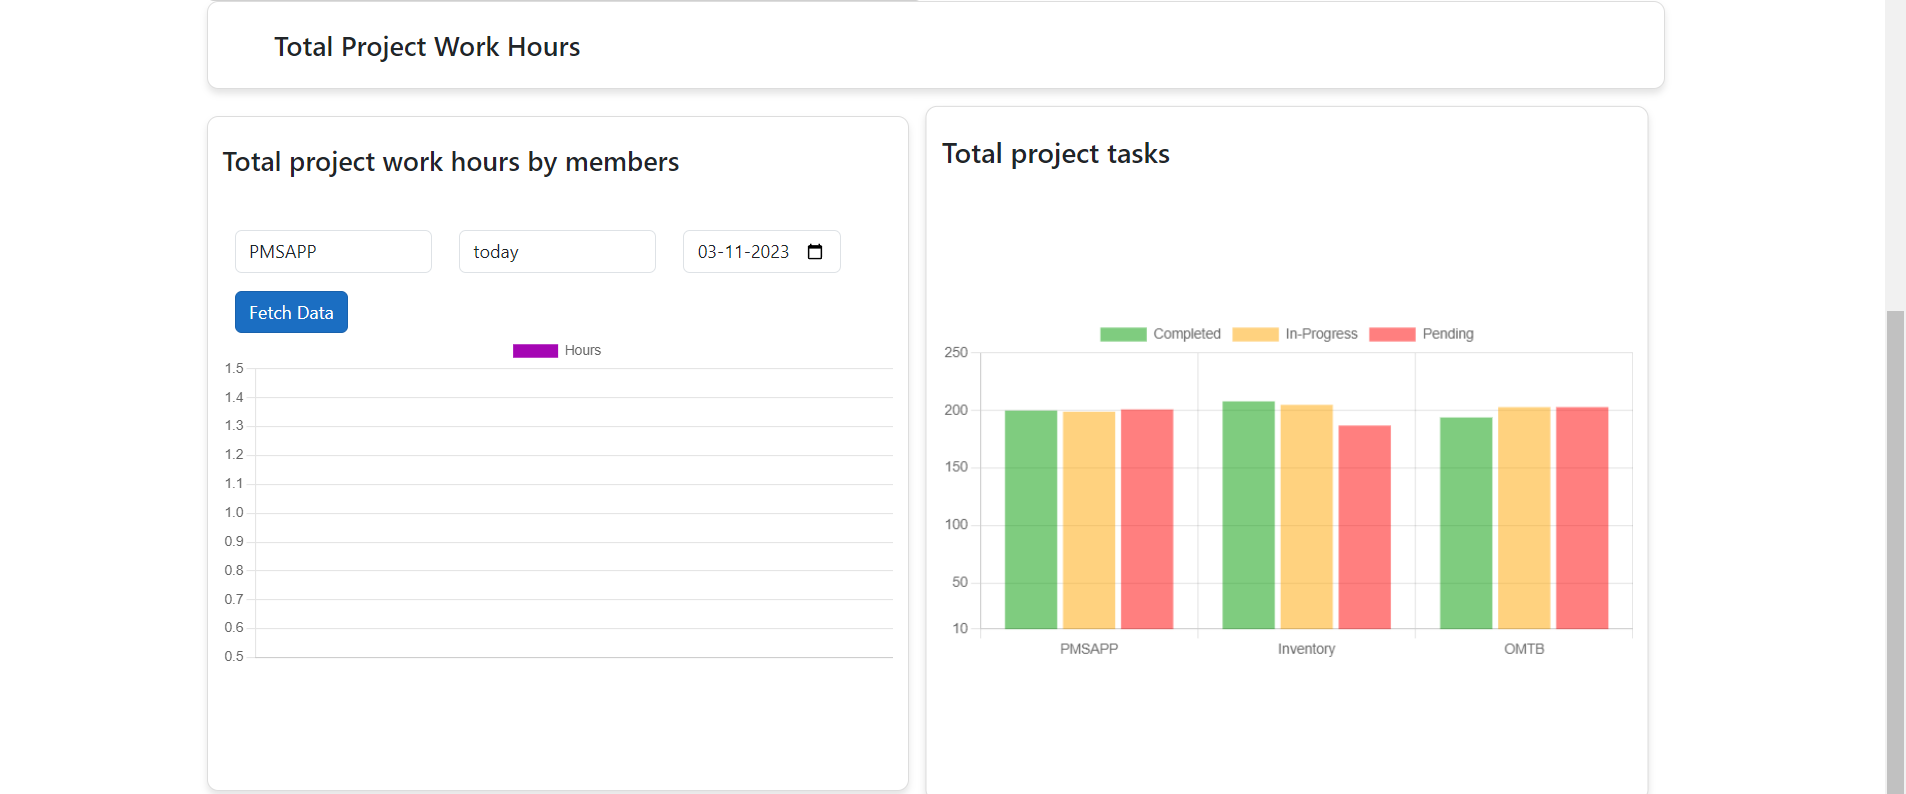 Total Project Work Hours
Total project work hours by members
PMSAPP
today
03-11-2023
Fetch Data
Hours
1.5
1.4
1.3
1.2
1.1
1.0
0.9
0.8
0.7
0.6
0.5
Total project tasks
Completed In-Progress Pending
250
200
150
100
50
10
PMSAPP Inventory OMTB